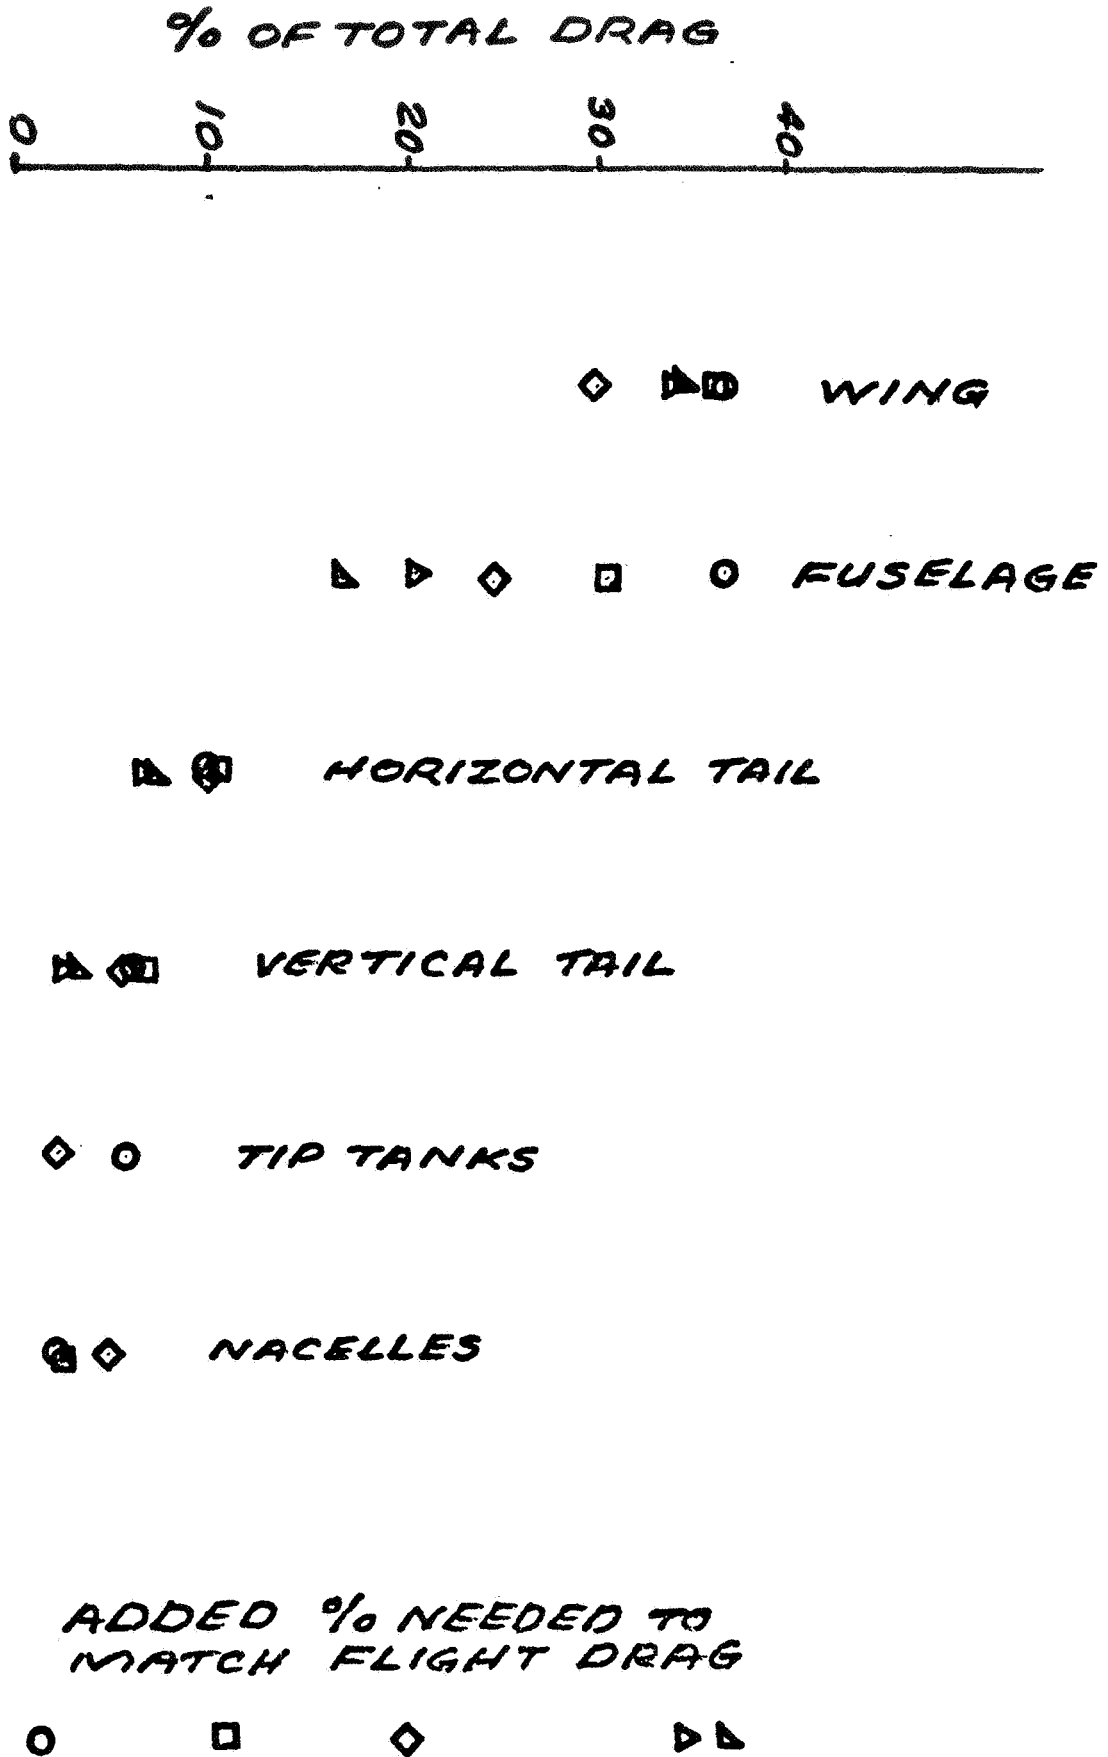 % OF TOTAL DRAG
0 10 20 30 40
WING
FUSELAGE
HORIZONTAL TAIL
VERTICAL TAIL
TIP TANKS
NACELLES
ADDED % NEEDED TO
MATCH FLIGHT DRAG